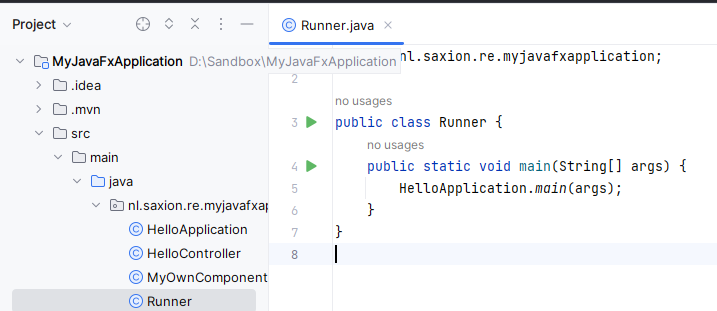 Project
Runner.java
MyJavaFxApplication D:\Sandbox\MyJavaFxApplication
nl.saxion.re.myjavafxapplication;
.idea
2
.mvn
no usages
src
3 public class Runner {
no usages
main
4 public static void main(String[] args) {
java
5 HelloApplication.main(args);
nl.saxion.re.myjavafxap
6 }
HelloApplication
7 }
HelloController
8
MyOwnComponent
Runner